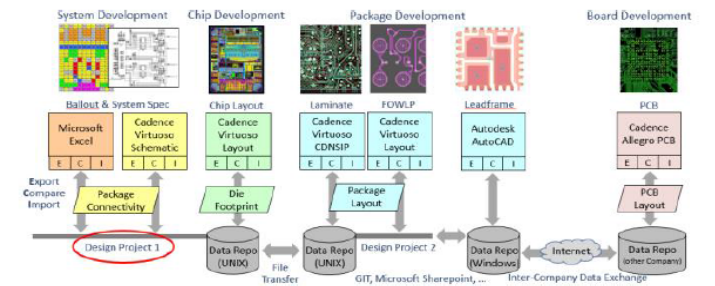 System Development
Chip Development
Package Development
Board Development
Ballout & System Spec
Chip Layout
Laminate
FOWLP
Leadframe
PCB
Microsoft
Excel
E C I
Cadence
Virtuoso
Schematic
E C I
Cadence
Virtuoso
Layout
E C I
Cadence
Virtuoso
CDNSIP
E C I
Cadence
Virtuoso
Layout
E C I
Autodesk
AutoCAD
E C I
Cadence
Allegro PCB
E C I
Export
Compare
Import
Package
Connectivity
Die
Footprint
Package
Layout
PCB
Layout
Design Project 1
Data Repo
(UNIX)
File
Transfer
Data Repo
(UNIX)
Design Project 2
GIT, Microsoft Sharepoint, ...
Data Repo
(Windows)
Internet
Inter-Company Data Exchange
Data Repo
(other Company)